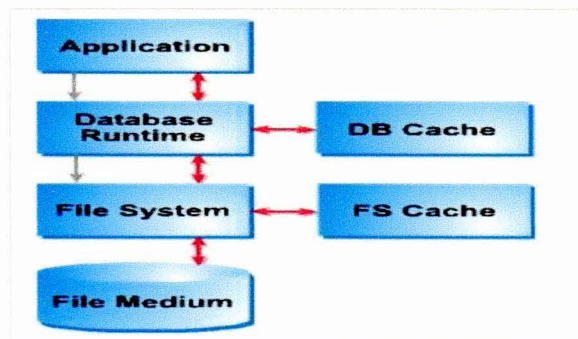 Application
Database
Runtime
DB Cache
File System
FS Cache
File Medium